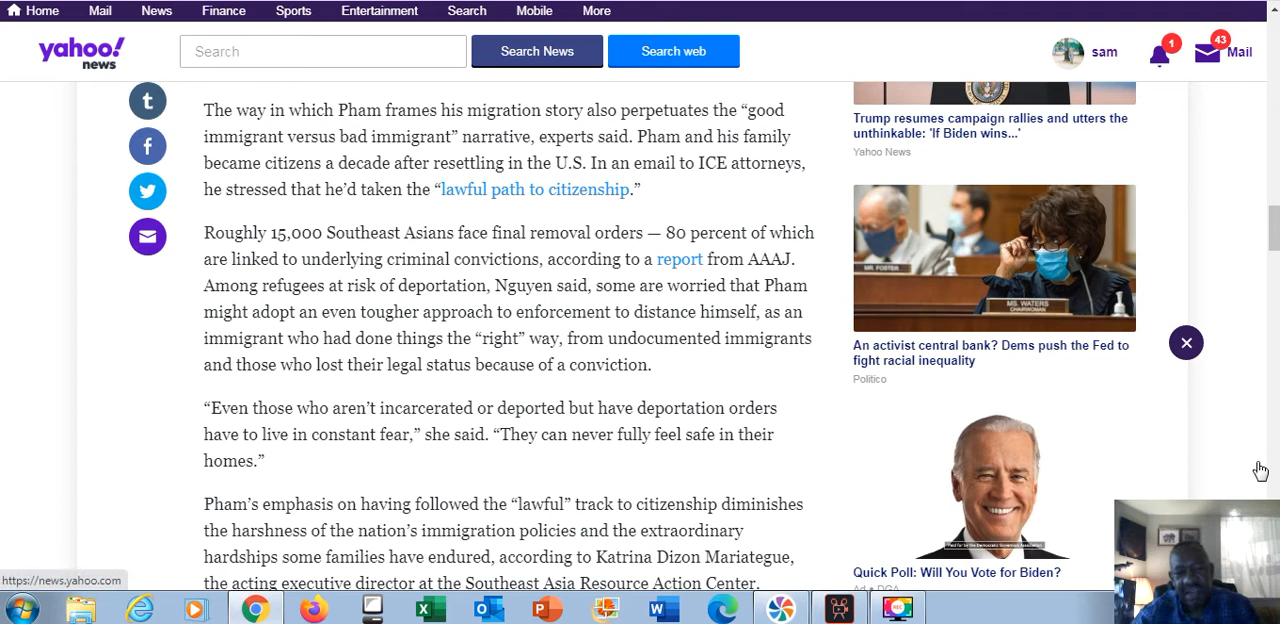 Home Mail News Finance Sports Entertainment Search Mobile More
yahoo!
news
Search
Search News
Search web
sam
1
43
Mail
t
f
The way in which Pham frames his migration story also perpetuates the “good
immigrant versus bad immigrant” narrative, experts said. Pham and his family
became citizens a decade after resettling in the U.S. In an email to ICE attorneys,
he stressed that he’d taken the “lawful path to citizenship.”
Roughly 15,000 Southeast Asians face final removal orders — 80 percent of which
are linked to underlying criminal convictions, according to a report from AAAJ.
Among refugees at risk of deportation, Nguyen said, some are worried that Pham
might adopt an even tougher approach to enforcement to distance himself, as an
immigrant who had done things the “right” way, from undocumented immigrants
and those who lost their legal status because of a conviction.
“Even those who aren’t incarcerated or deported but have deportation orders
have to live in constant fear,” she said. “They can never fully feel safe in their
homes.”
Pham’s emphasis on having followed the “lawful” track to citizenship diminishes
the harshness of the nation’s immigration policies and the extraordinary
hardships some families have endured, according to Katrina Dizon Mariategue,
the acting executive director at the Southeast Asia Resource Action Center.
Trump resumes campaign rallies and utters the
unthinkable: 'If Biden wins...'
Yahoo News
MR. FOSTER
MS. WATERS
CHAIRWOMAN
An activist central bank? Dems push the Fed to
fight racial inequality
Politico
Paid for by the Democratic Governors Association
Quick Poll: Will You Vote for Biden?
Ad • DGA
https://news.yahoo.com
REC